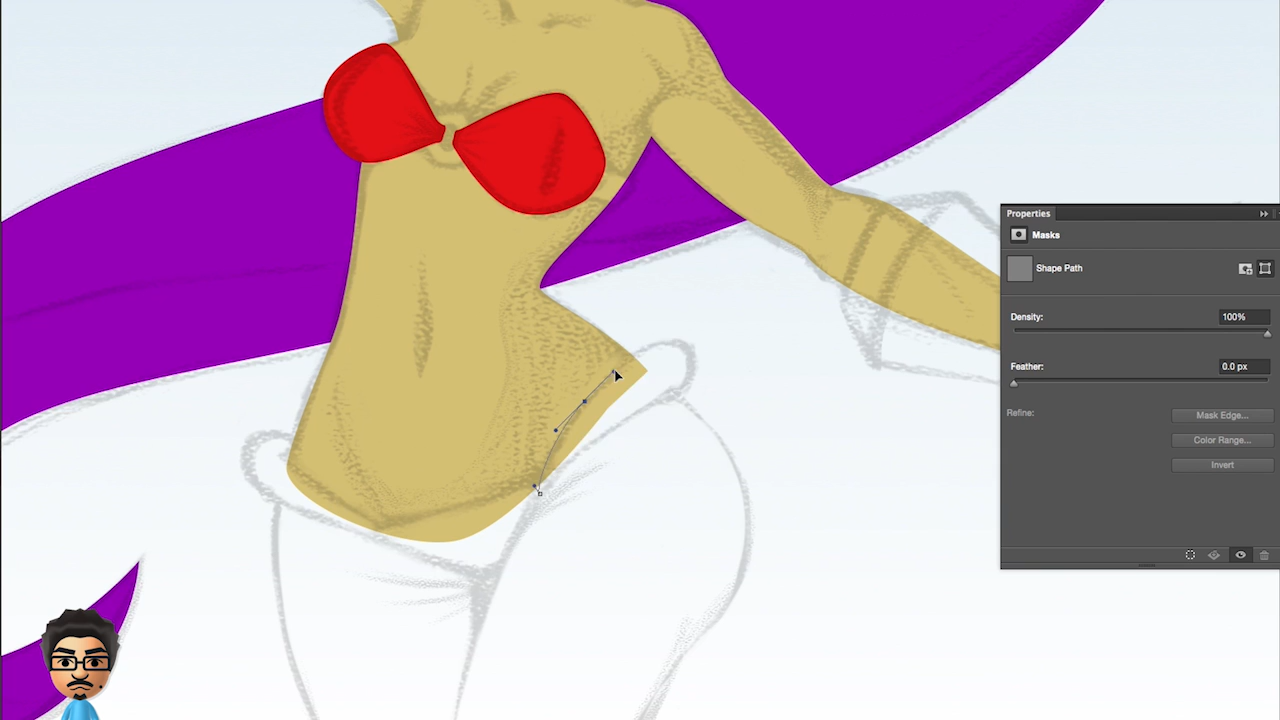 Properties
Masks
Shape Path
Density:
100%
Feather:
0.0 px
Refine:
Mask Edge...
Color Range...
Invert